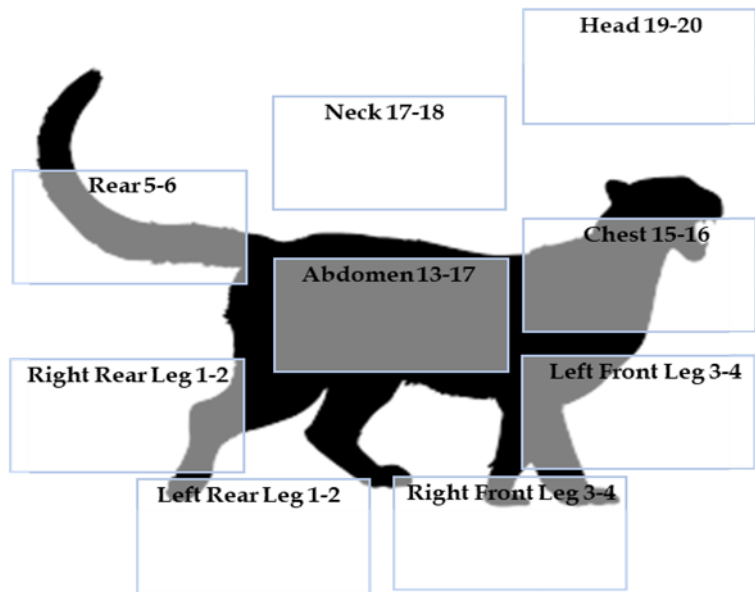 Head 19-20
Neck 17-18
Rear 5-6
Chest 15-16
Abdomen 13-17
Right Rear Leg 1-2
Left Front Leg 3-4
Left Rear Leg 1-2
Right Front Leg 3-4